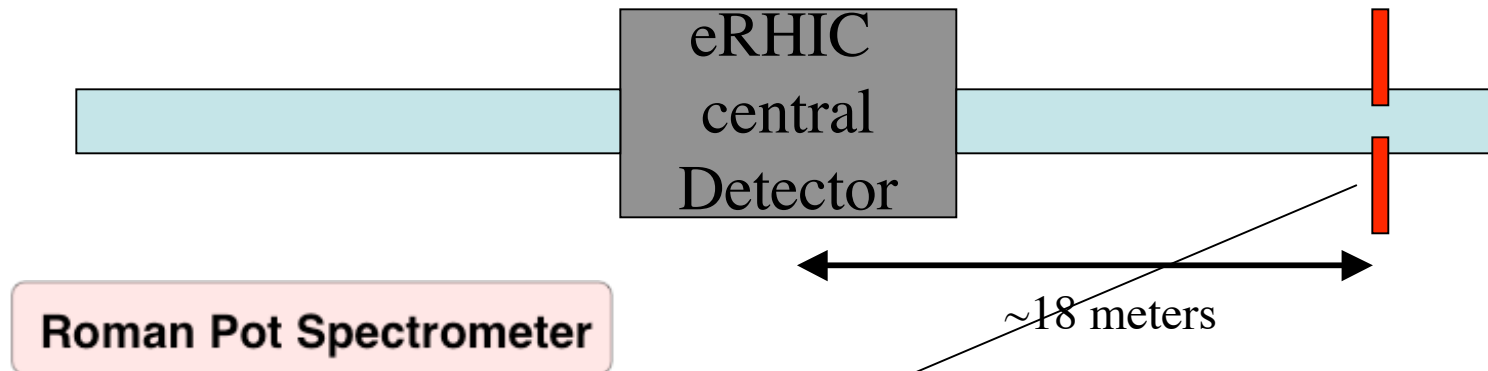 eRHIC
central
Detector
~18 meters
Roman Pot Spectrometer